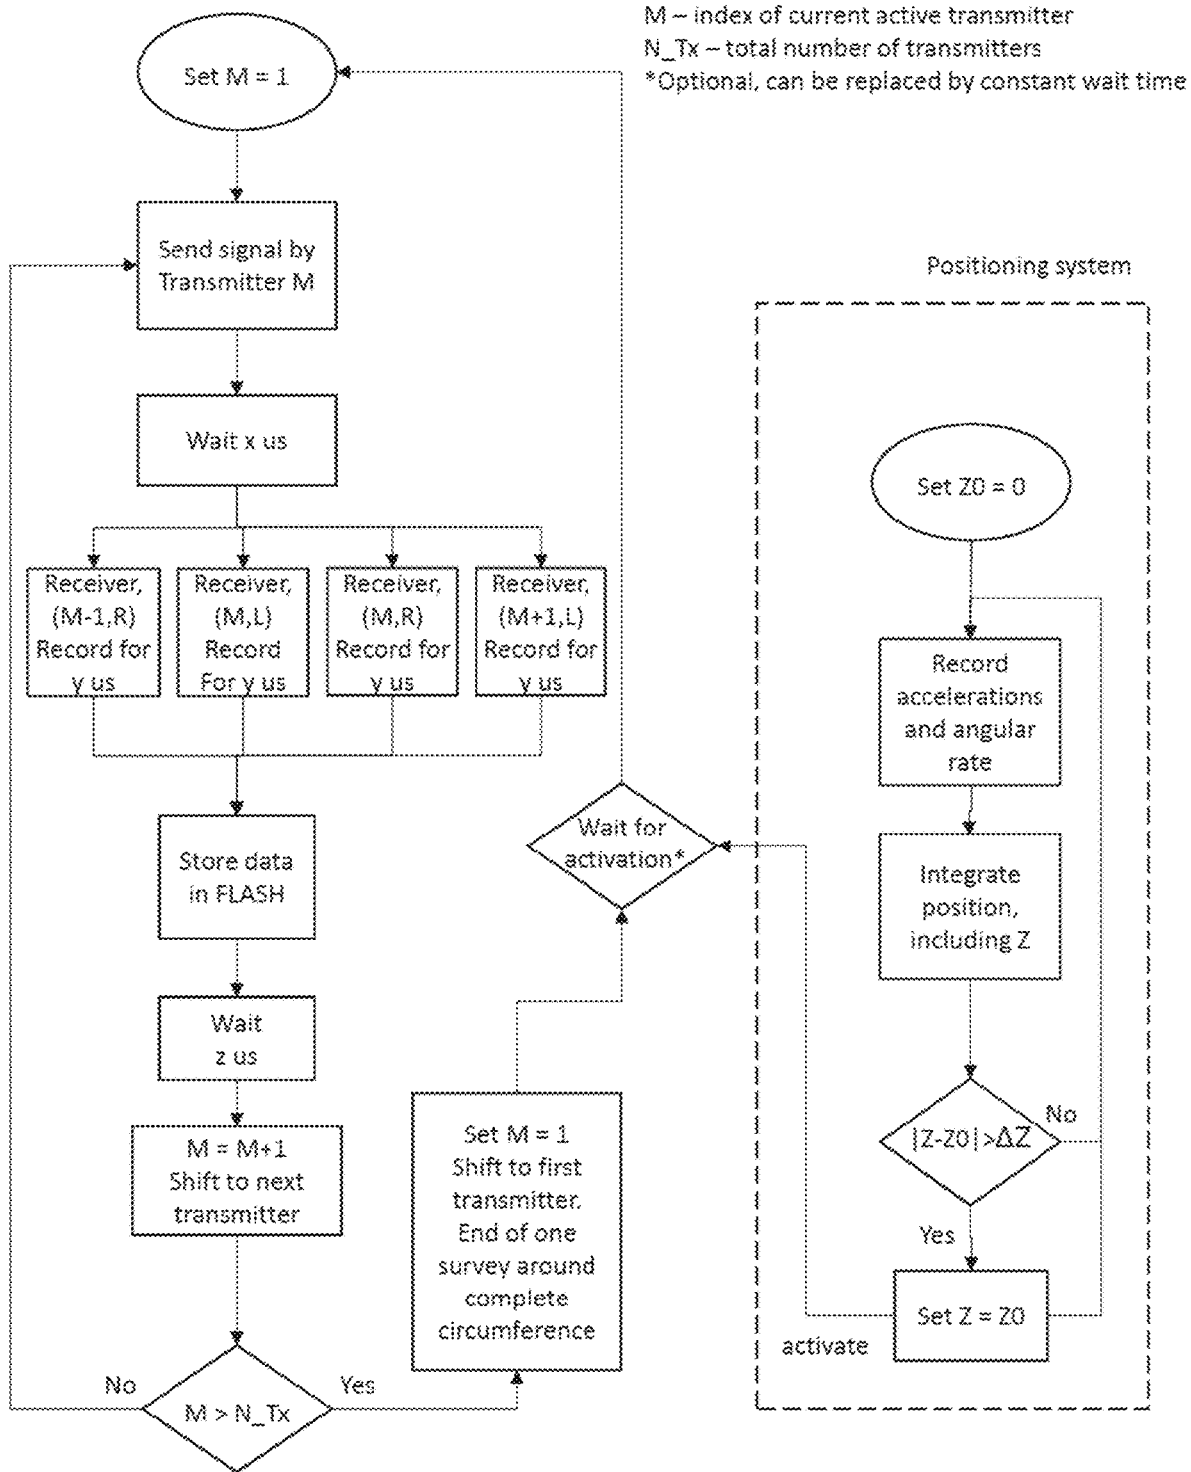 M – index of current active transmitter
N_Tx – total number of transmitters
*Optional, can be replaced by constant wait time
Set M = 1
Send signal by
Transmitter M
Wait x us
Receiver,
(M-1,R)
Record for
y us
Receiver,
(M,L)
Record
For y us
Receiver,
(M,R)
Record for
y us
Receiver,
(M+1,L)
Record for
y us
Store data
in FLASH
Wait
z us
M = M+1
Shift to next
transmitter
M > N_Tx
No
Yes
Set M = 1
Shift to first
transmitter.
End of one
survey around
complete
circumference
Wait for
activation*
Positioning system
Set Z0 = 0
Record
accelerations
and angular
rate
Integrate
position,
including Z
|Z-Z0|>ΔZ
No
Yes
Set Z = Z0
activate